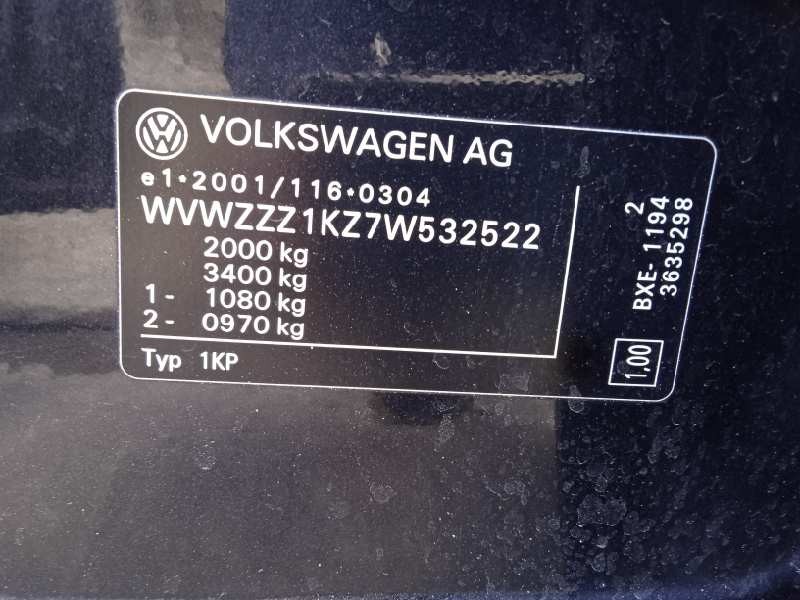 VOLKSWAGEN AG
e1*2001/116*0304
WVWZZZ1KZ7W532522
2000 kg
3400 kg
1- 1080 kg
2- 0970 kg
Typ 1KP
2
BXE-1194
3635298
1,00